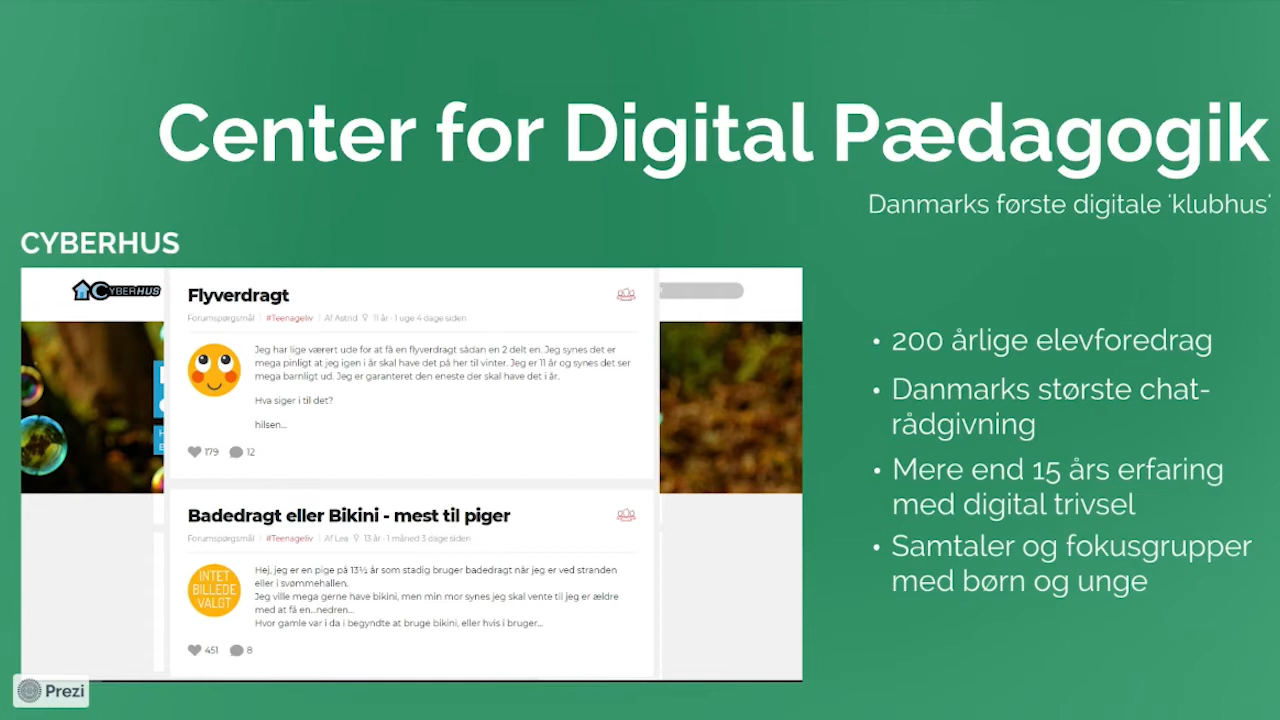 Center for Digital Pædagogik
Danmarks første digitale 'klubhus'
CYBERHUS
CYBERHUS
Flyverdragt
Forumspørgsmål | #Teenageliv | Af Astrid ♀ 11 år · 1 uge 4 dage siden
Jeg har lige værert ude for at få en flyverdragt sådan en 2 delt en. Jeg synes det er
mega pinligt at jeg igen i år skal have det på her til vinter. Jeg er 11 år og synes det ser
mega barnligt ud. Jeg er garanteret den eneste der skal have det i år.
Hva siger i til det?
hilsen...
179 12
Badedragt eller Bikini - mest til piger
Forumspørgsmål | #Teenageliv | Af Lea ♀ 13 år · 1 måned 3 dage siden
INTET
BILLEDE
VALGT
Hej, jeg er en pige på 13½ år som stadig bruger badedragt når jeg er ved stranden
eller i svømmehallen.
Jeg ville mega gerne have bikini, men min mor synes jeg skal vente til jeg er ældre
med at få en...nedren...
Hvor gamle var i da i begyndte at bruge bikini, eller hvis i bruger...
451 8
• 200 årlige elevforedrag
• Danmarks største chat-
rådgivning
• Mere end 15 års erfaring
med digital trivsel
• Samtaler og fokusgrupper
med børn og unge
Prezi